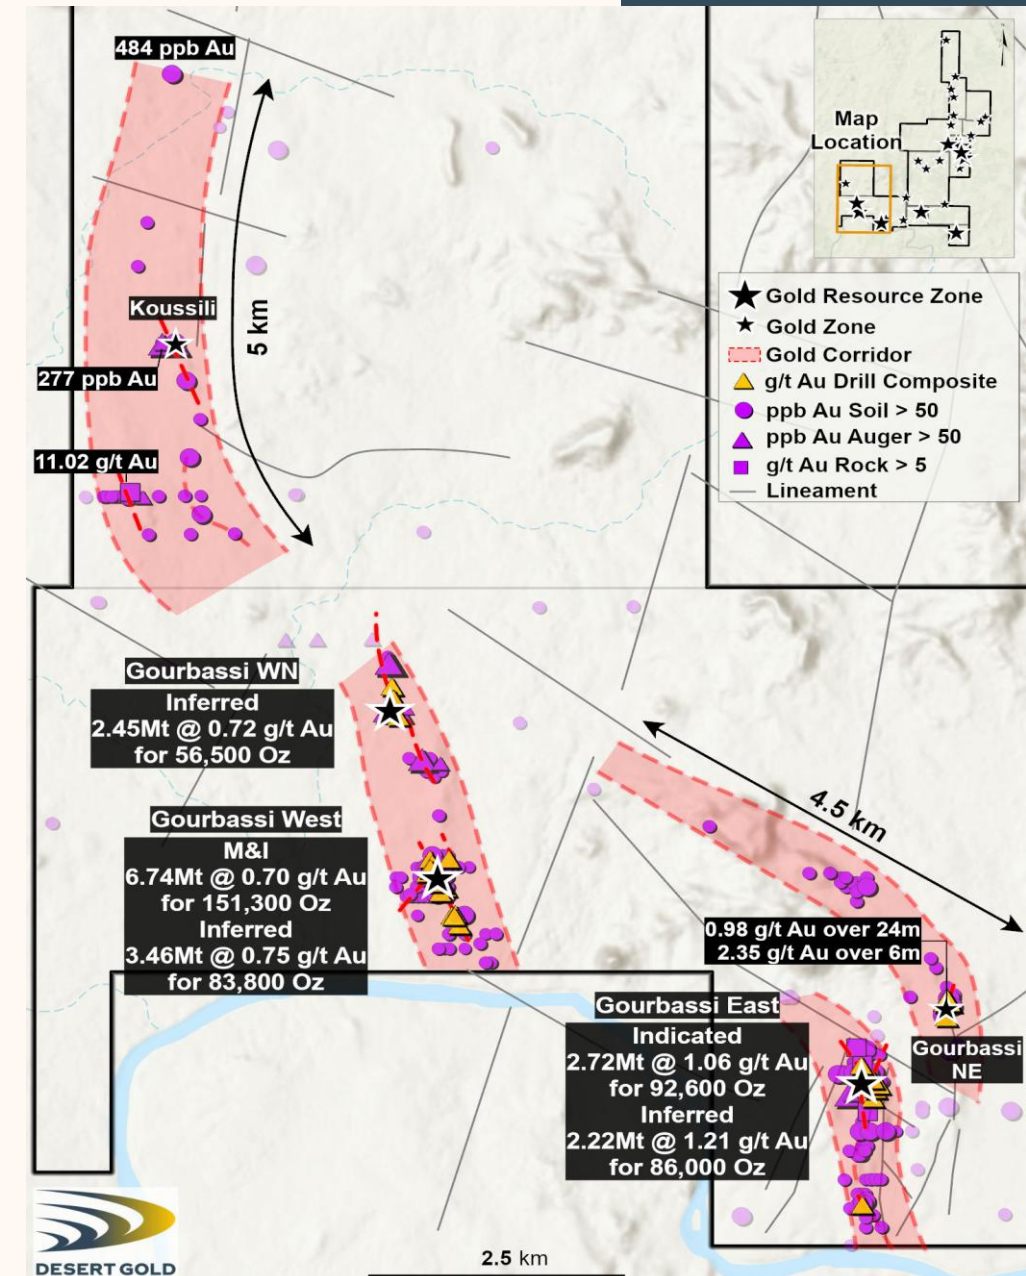 484 ppb Au
Map
Location
Gold Resource Zone
Gold Zone
Gold Corridor
g/t Au Drill Composite
ppb Au Soil > 50
ppb Au Auger > 50
g/t Au Rock > 5
Lineament
Koussili
5 km
277 ppb Au
11.02 g/t Au
Gourbassi WN
Inferred
2.45Mt @ 0.72 g/t Au
for 56,500 Oz
Gourbassi West
M&I
6.74Mt @ 0.70 g/t Au
for 151,300 Oz
Inferred
3.46Mt @ 0.75 g/t Au
for 83,800 Oz
4.5 km
0.98 g/t Au over 24m
2.35 g/t Au over 6m
Gourbassi
NE
Gourbassi East
Indicated
2.72Mt @ 1.06 g/t Au
for 92,600 Oz
Inferred
2.22Mt @ 1.21 g/t Au
for 86,000 Oz
DESERT GOLD
2.5 km